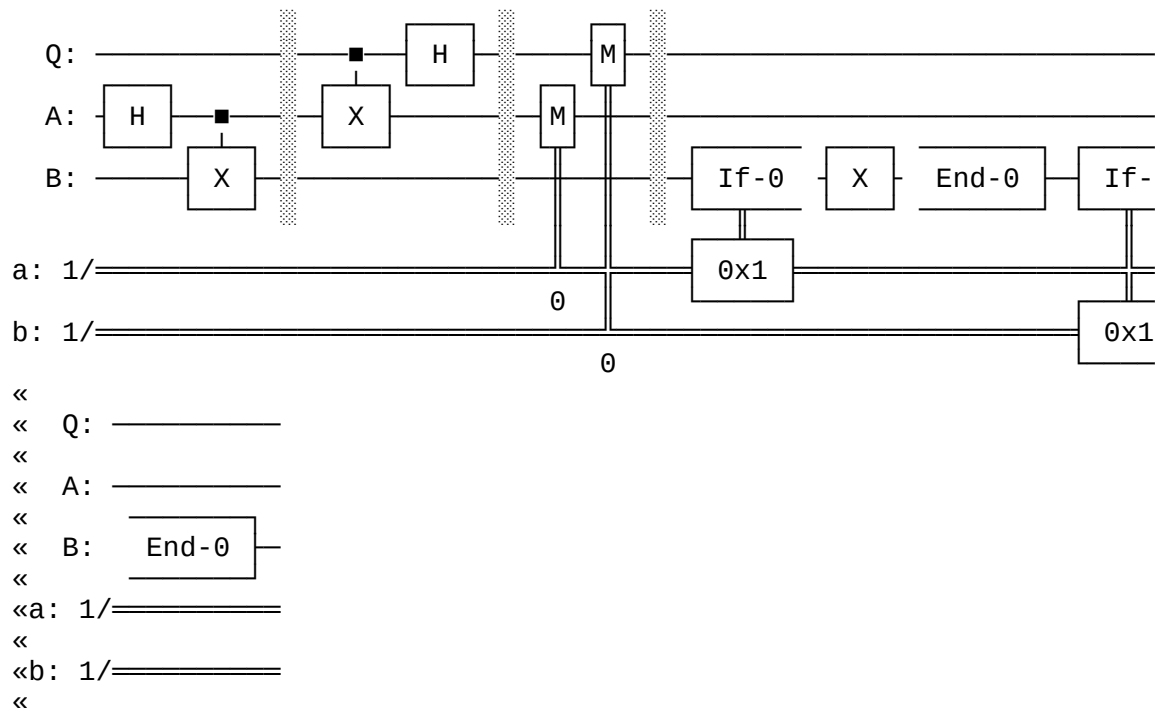 Q: ■ H M
A: H ■ X M
B: X If-0 X End-0 If-
a: 1/ 0x1
0
b: 1/ 0x1
0
«
« Q:
«
« A:
«
« B: End-0
«
«a: 1/
«
«b: 1/
«